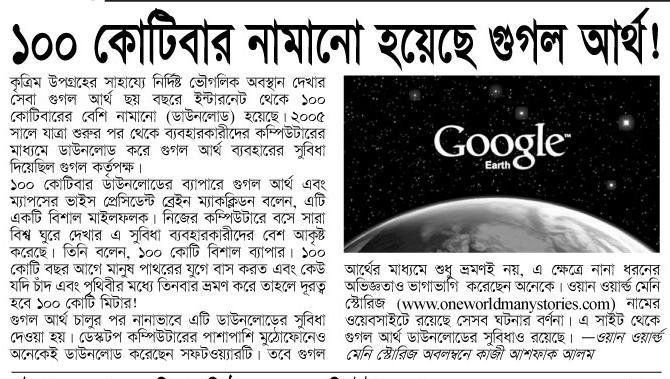 ১০০ কোটিবার নামানো হয়েছে গুগল আর্থ!
কৃত্রিম উপগ্রহের সাহায্যে নির্দিষ্ট ভৌগলিক অবস্থান দেখার
সেবা গুগল আর্থ ছয় বছরে ইন্টারনেট থেকে ১০০
কোটিবারের বেশি নামানো (ডাউনলোড) হয়েছে। ২০০৫
সালে যাত্রা শুরুর পর থেকে ব্যবহারকারীদের কম্পিউটারের
মাধ্যমে ডাউনলোড করে গুগল আর্থ ব্যবহারের সুবিধা
দিয়েছিল গুগল কর্তৃপক্ষ।
১০০ কোটিবার ডাউনলোডের ব্যাপারে গুগল আর্থ এবং
ম্যাপসের ভাইস প্রেসিডেন্ট ব্রেইন ম্যাকক্লিডন বলেন, এটি
একটি বিশাল মাইলফলক। নিজের কম্পিউটারে বসে সারা
বিশ্ব ঘুরে দেখার এ সুবিধা ব্যবহারকারীদের বেশ আকৃষ্ট
করেছে। তিনি বলেন, ১০০ কোটি বিশাল ব্যাপার। ১০০
কোটি বছর আগে মানুষ পাথরের যুগে বাস করত এবং কেউ
যদি চাঁদ এবং পৃথিবীর মধ্যে তিনবার ভ্রমণ করে তাহলে দূরত্ব
হবে ১০০ কোটি মিটার!
গুগল আর্থ চালুর পর নানাভাবে এটি ডাউনলোডের সুবিধা
দেওয়া হয়। ডেস্কটপ কম্পিউটারের পাশাপাশি মুঠোফোনেও
অনেকেই ডাউনলোড করেছেন সফটওয়্যারটি। তবে গুগল
Google™
Earth
আর্থের মাধ্যমে শুধু ভ্রমণই নয়, এ ক্ষেত্রে নানা ধরনের
অভিজ্ঞতাও ভাগাভাগি করেছেন অনেকে। ওয়ান ওয়ার্ল্ড মেনি
স্টোরিজ (www.oneworldmanystories.com) নামের
ওয়েবসাইটে রয়েছে সেসব ঘটনার বর্ণনা। এ সাইট থেকে
গুগল আর্থ ডাউনলোডের সুবিধাও রয়েছে। —ওয়ান ওয়ার্ল্ড
মেনি স্টোরিজ অবলম্বনে কাজী আশফাক আলম